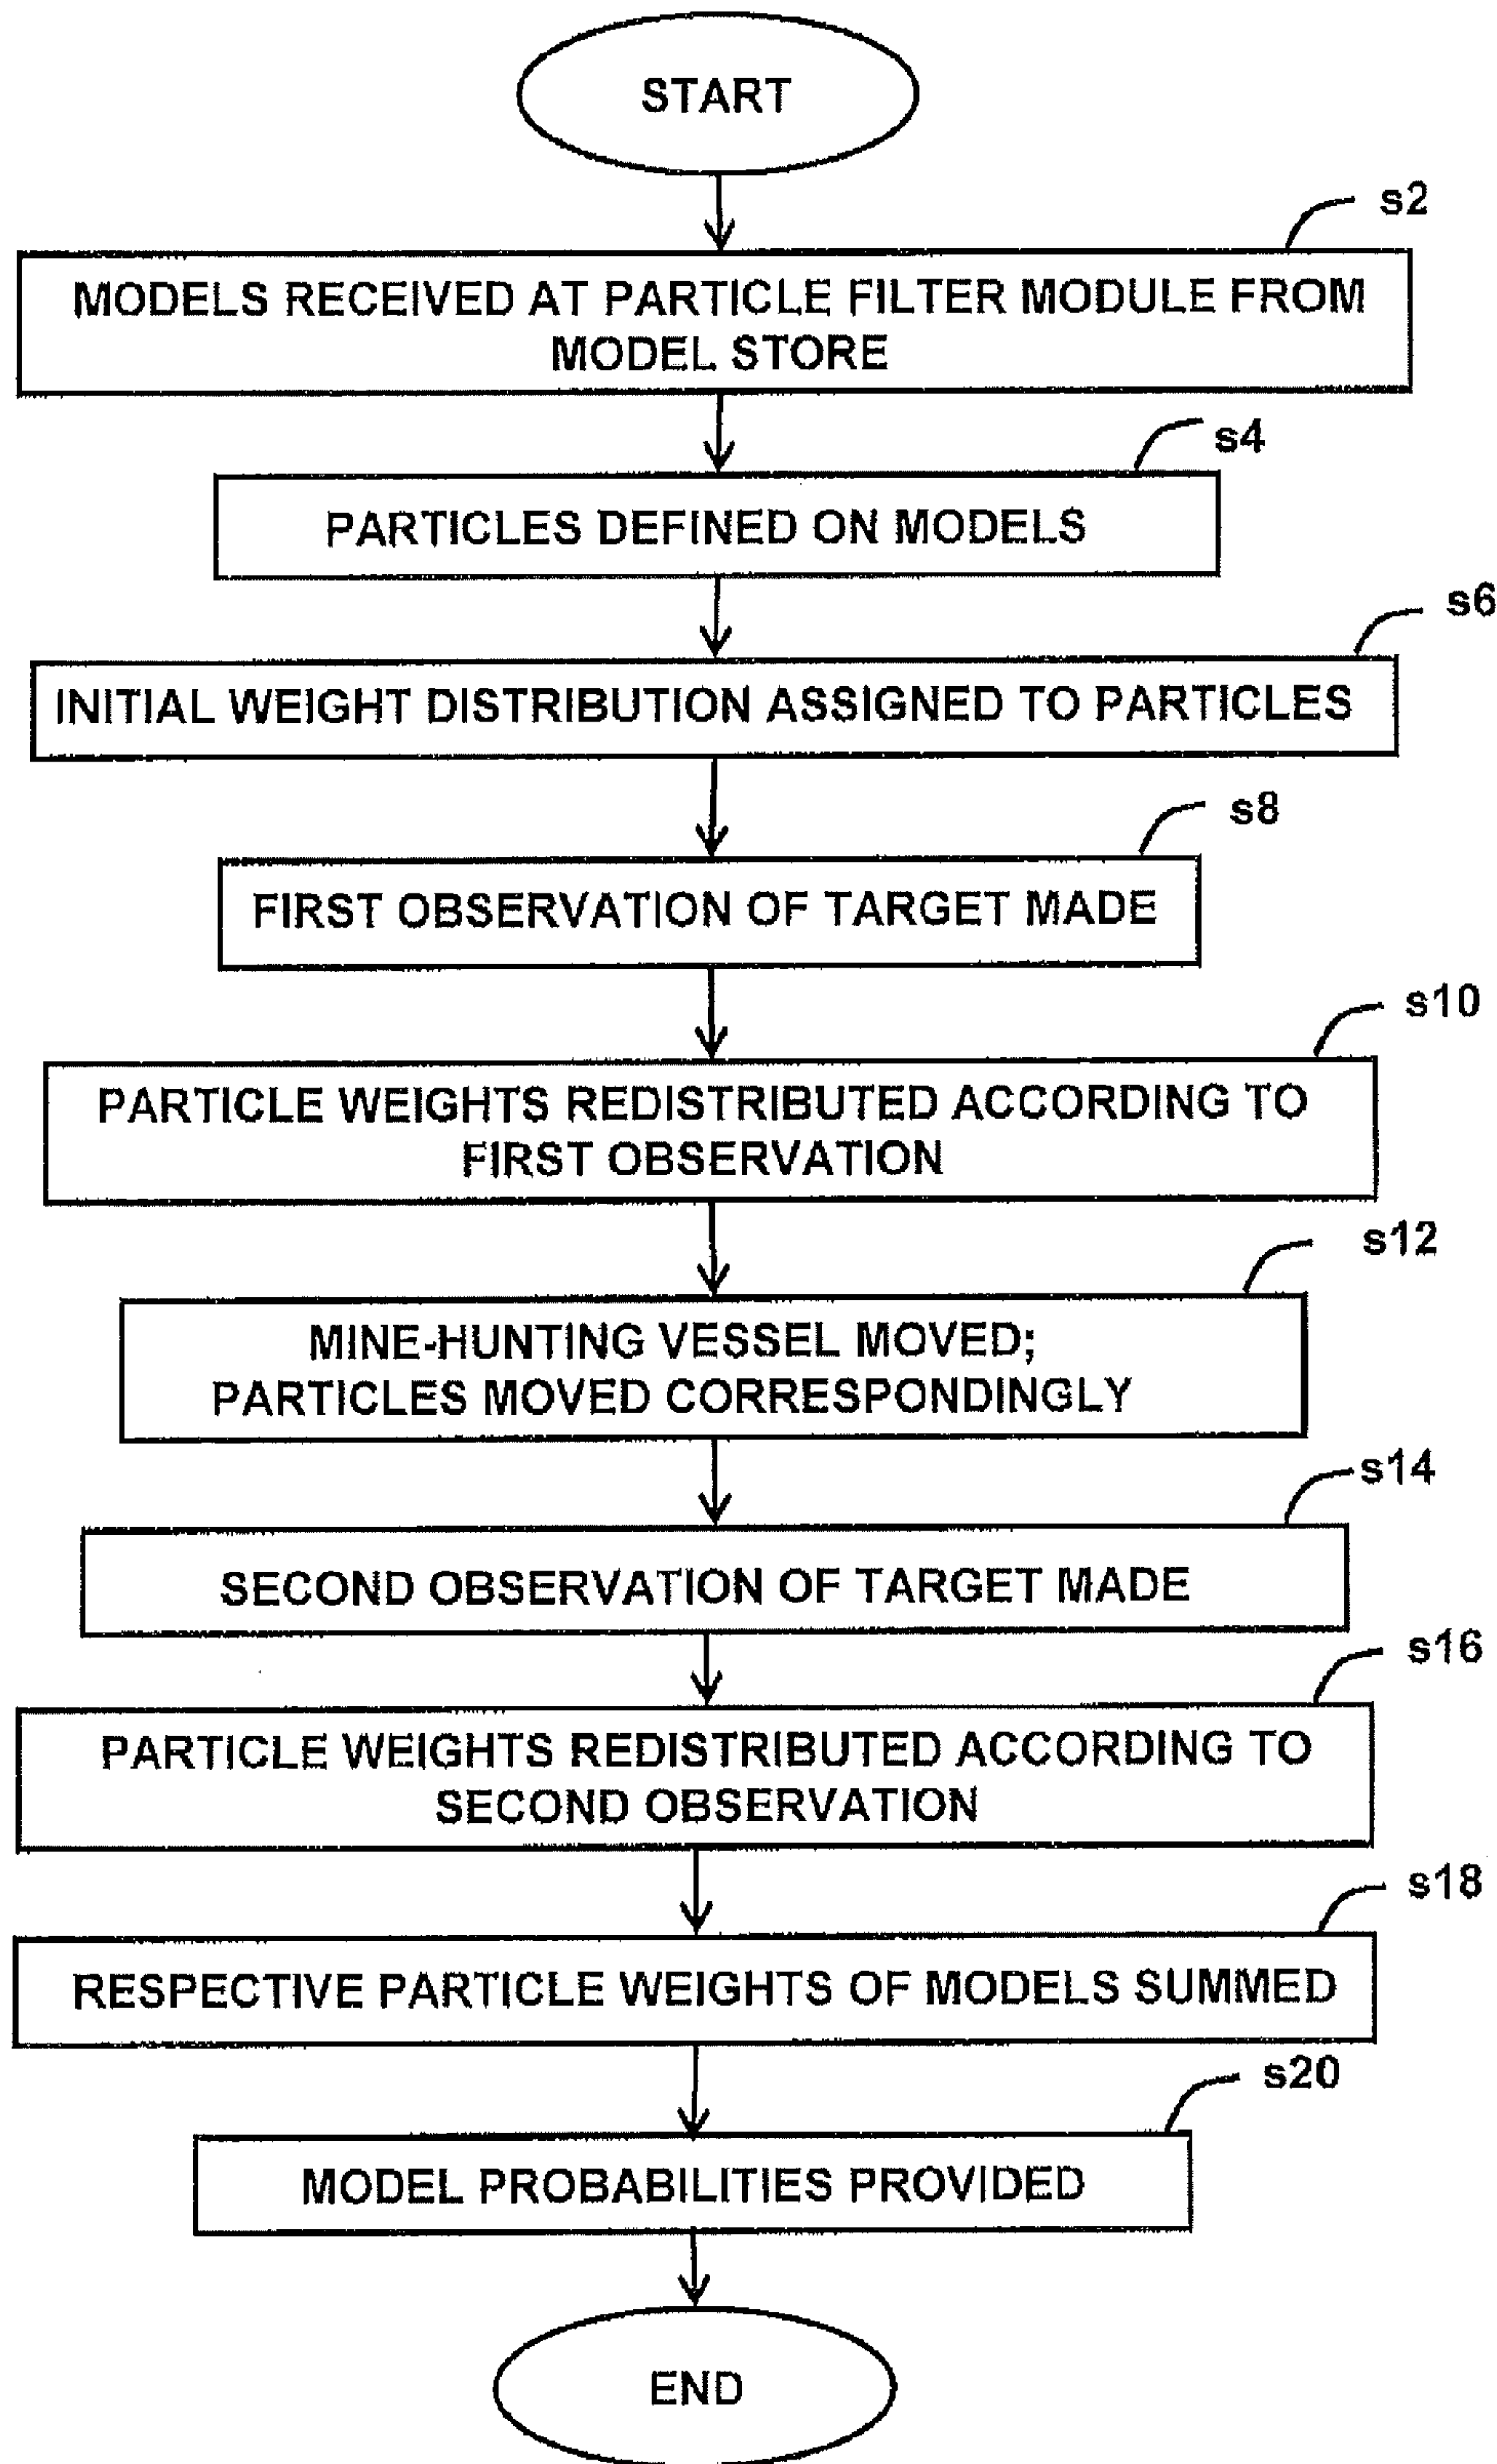 START
s2
MODELS RECEIVED AT PARTICLE FILTER MODULE FROM
MODEL STORE
s4
PARTICLES DEFINED ON MODELS
s6
INITIAL WEIGHT DISTRIBUTION ASSIGNED TO PARTICLES
s8
FIRST OBSERVATION OF TARGET MADE
s10
PARTICLE WEIGHTS REDISTRIBUTED ACCORDING TO
FIRST OBSERVATION
s12
MINE-HUNTING VESSEL MOVED;
PARTICLES MOVED CORRESPONDINGLY
s14
SECOND OBSERVATION OF TARGET MADE
s16
PARTICLE WEIGHTS REDISTRIBUTED ACCORDING TO
SECOND OBSERVATION
s18
RESPECTIVE PARTICLE WEIGHTS OF MODELS SUMMED
s20
MODEL PROBABILITIES PROVIDED
END